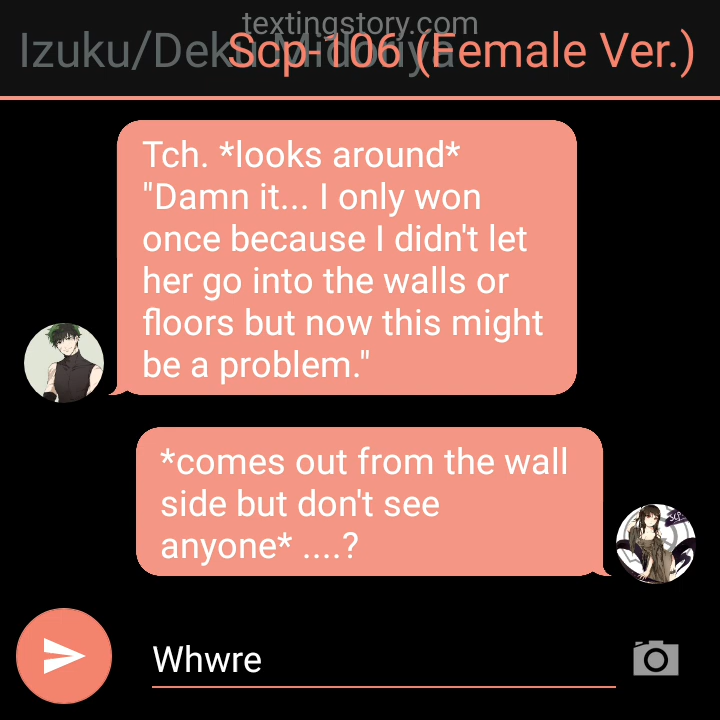 textingstory.com
Izuku/Deku Midoriya
Scp-106 (Female Ver.)
Tch. *looks around*
"Damn it... I only won
once because I didn't let
her go into the walls or
floors but now this might
be a problem."
*comes out from the wall
side but don't see
anyone* ....?
SCP
Whwre